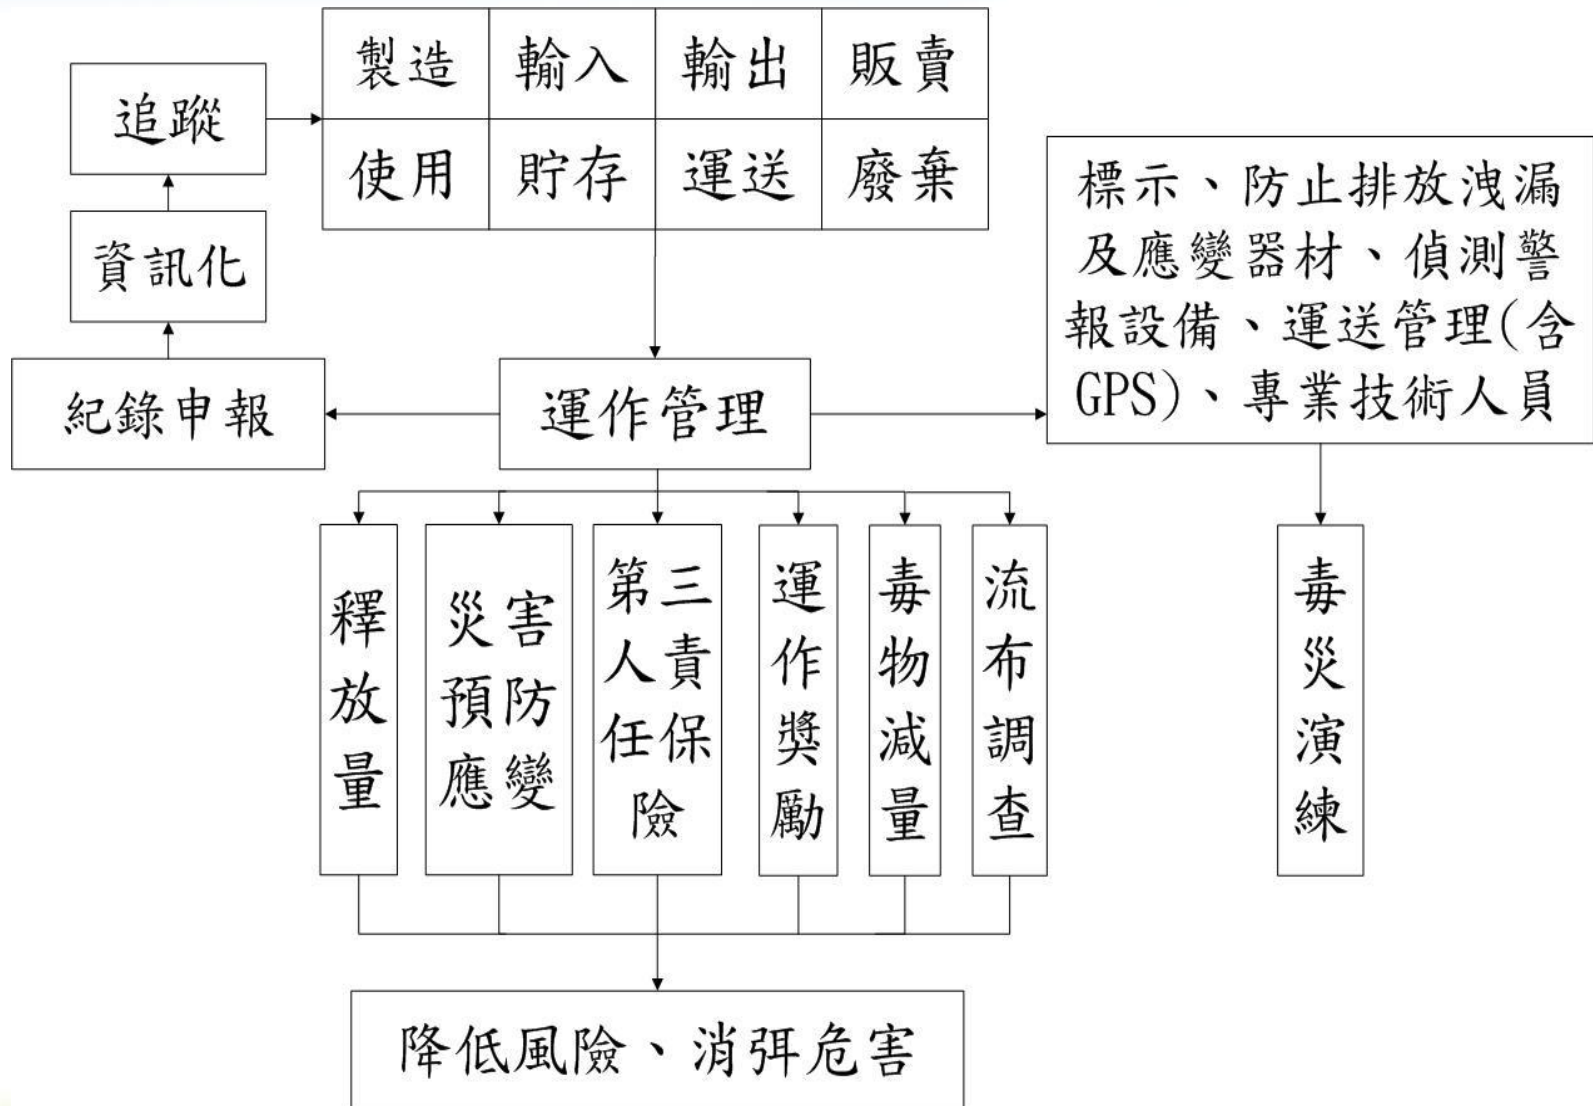 製造 輸入 輸出 販賣
追蹤
使用 貯存 運送 廢棄
資訊化
標示、防止排放洩漏
及應變器材、偵測警
報設備、運送管理(含
GPS)、專業技術人員
紀錄申報
運作管理
釋放量
災害
預防
應變
第三
人責
任保
險
運作獎勵
毒物減量
流布調查
毒災演練
降低風險、消弭危害